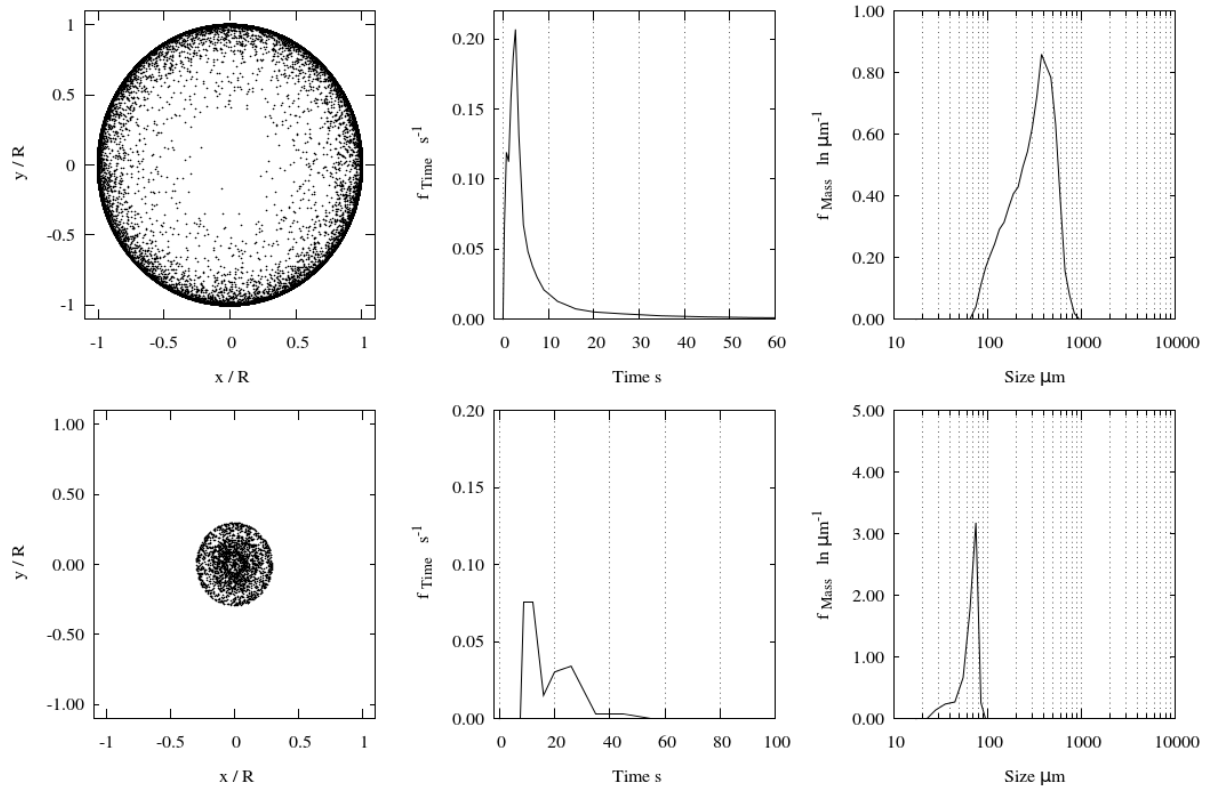 1
0.5
0
-0.5
-1
y / R
-1 -0.5 0 0.5 1
x / R
0.20
0.15
0.10
0.05
0.00
f Time s-1
0 10 20 30 40 50 60
Time s
1.00
0.80
0.60
0.40
0.20
0.00
f Mass ln μm-1
10 100 1000 10000
Size μm
1.00
0.50
0.00
-0.50
-1.00
y / R
-1 -0.5 0 0.5 1
x / R
0.20
0.15
0.10
0.05
0.00
f Time s-1
0 20 40 60 80 100
Time s
5.00
4.00
3.00
2.00
1.00
0.00
f Mass ln μm-1
10 100 1000 10000
Size μm